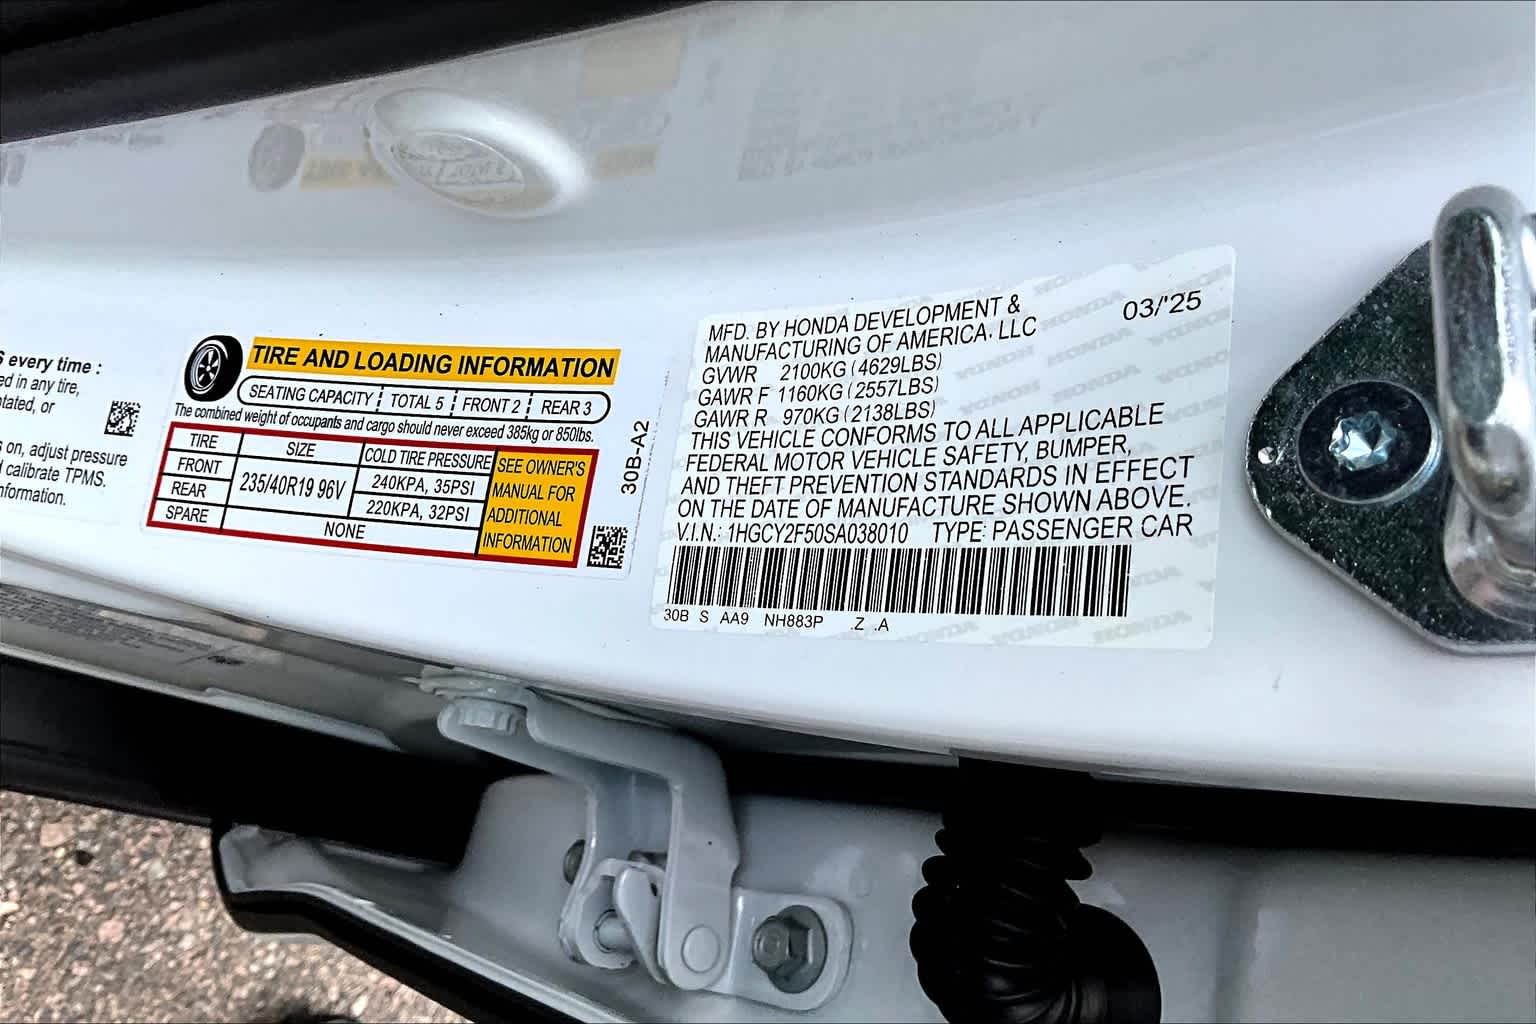 every time :
ed in any tire,
otated, or
s on, adjust pressure
calibrate TPMS.
nformation.
TIRE AND LOADING INFORMATION
SEATING CAPACITY TOTAL 5 FRONT 2 REAR 3
The combined weight of occupants and cargo should never exceed 385kg or 850lbs.
TIRE SIZE COLD TIRE PRESSURE
FRONT 235/40R19 96V 240KPA, 35PSI
REAR 220KPA, 32PSI
SPARE NONE
SEE OWNER'S
MANUAL FOR
ADDITIONAL
INFORMATION
30B-A2
MFD. BY HONDA DEVELOPMENT &
MANUFACTURING OF AMERICA, LLC
03/'25
GVWR 2100KG (4629LBS)
GAWR F 1160KG (2557LBS)
GAWR R 970KG (2138LBS)
THIS VEHICLE CONFORMS TO ALL APPLICABLE
FEDERAL MOTOR VEHICLE SAFETY, BUMPER,
AND THEFT PREVENTION STANDARDS IN EFFECT
ON THE DATE OF MANUFACTURE SHOWN ABOVE.
V.I.N.: 1HGCY2F50SA038010 TYPE: PASSENGER CAR
30B S AA9 NH883P .Z .A